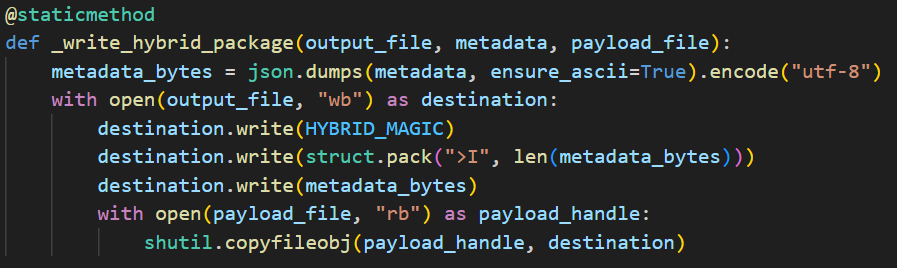 @staticmethod
def _write_hybrid_package(output_file, metadata, payload_file):
    metadata_bytes = json.dumps(metadata, ensure_ascii=True).encode("utf-8")
    with open(output_file, "wb") as destination:
        destination.write(HYBRID_MAGIC)
        destination.write(struct.pack(">I", len(metadata_bytes)))
        destination.write(metadata_bytes)
        with open(payload_file, "rb") as payload_handle:
            shutil.copyfileobj(payload_handle, destination)